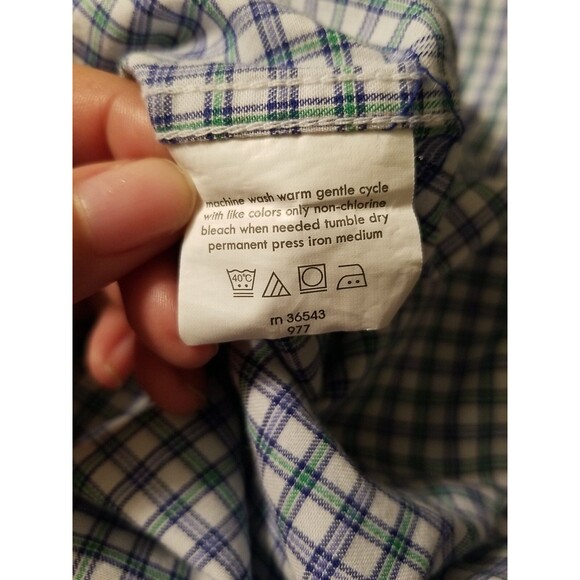 machine wash warm gentle cycle
with like colors only non-chlorine
bleach when needed tumble dry
permanent press iron medium
40°C
rn 36543
977